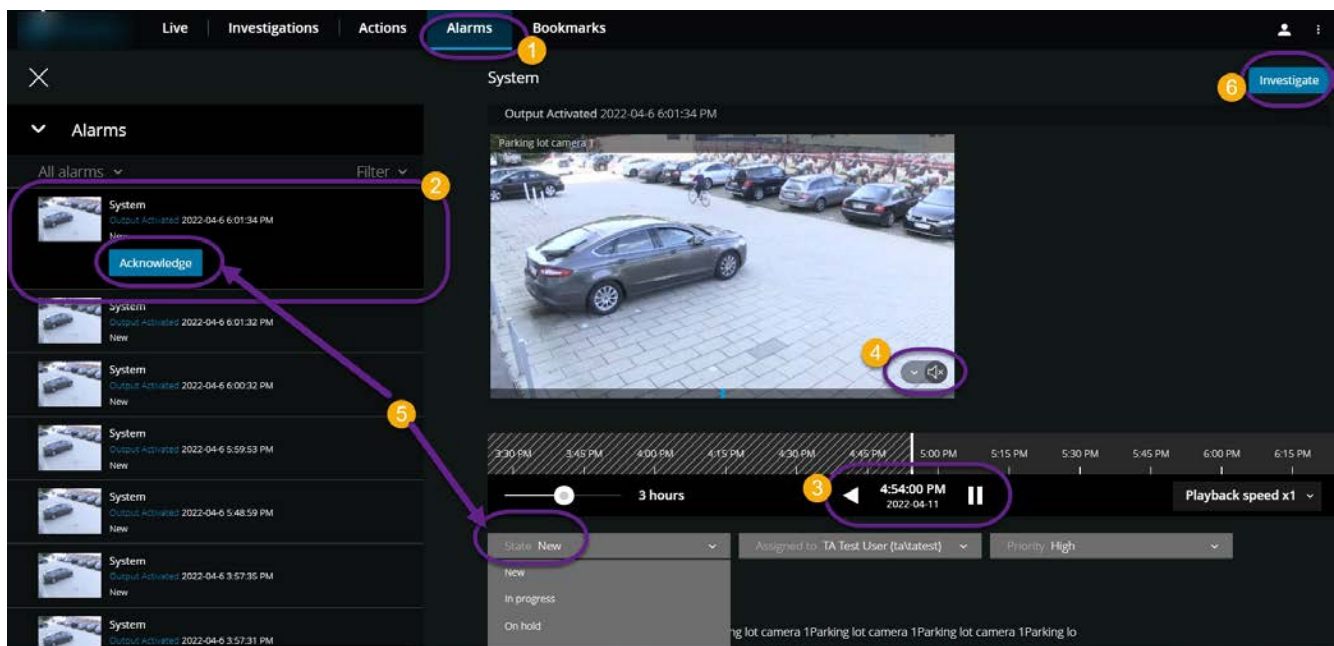 Live Investigations Actions Alarms Bookmarks
1
System
Investigate
6
Output Activated 2022-04-6 6:01:34 PM
Alarms
Parking lot camera 1
All alarms Filter
2
System
Output Activated 2022-04-6 6:01:34 PM
New
Acknowledge
System
Output Activated 2022-04-6 6:01:32 PM
New
4
System
Output Activated 2022-04-6 6:00:32 PM
New
5
System
Output Activated 2022-04-6 5:59:53 PM
New
3:30 PM 3:45 PM 4:00 PM 4:15 PM 4:30 PM 4:45 PM 5:00 PM 5:15 PM 5:30 PM 5:45 PM 6:00 PM 6:15 PM
System
Output Activated 2022-04-6 5:48:59 PM
New
3 hours
3
4:54:00 PM
2022-04-11
Playback speed x1
State New
Assigned to TA Test User (ta\tatest)
Priority High
System
Output Activated 2022-04-6 3:57:35 PM
New
New
In progress
On hold
System
Output Activated 2022-04-6 3:57:31 PM
ng lot camera 1Parking lot camera 1Parking lot camera 1Parking lo